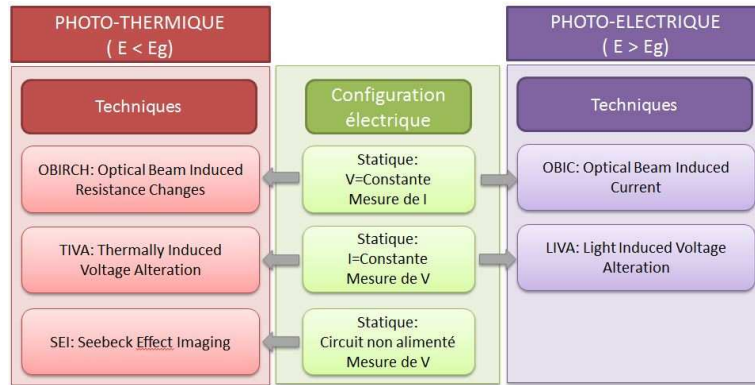 PHOTO-THERMIQUE
( E < Eg)
Techniques
OBIRCH: Optical Beam Induced
Resistance Changes
TIVA: Thermally Induced
Voltage Alteration
SEI: Seebeck Effect Imaging
Configuration
électrique
Statique:
V=Constante
Mesure de I
Statique:
I=Constante
Mesure de V
Statique:
Circuit non alimenté
Mesure de V
PHOTO-ELECTRIQUE
( E > Eg)
Techniques
OBIC: Optical Beam Induced
Current
LIVA: Light Induced Voltage
Alteration